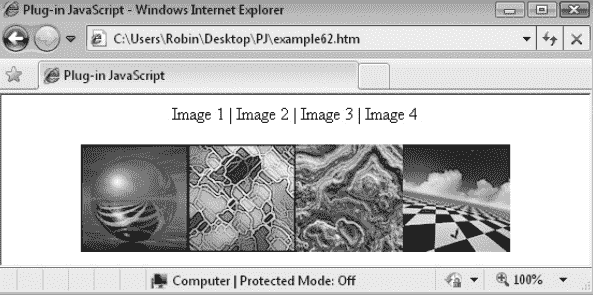 Plug-in JavaScript - Windows Internet Explorer
C:\Users\Robin\Desktop\PJ\example62.htm
Plug-in JavaScript
Image 1 | Image 2 | Image 3 | Image 4
Computer | Protected Mode: Off
100%